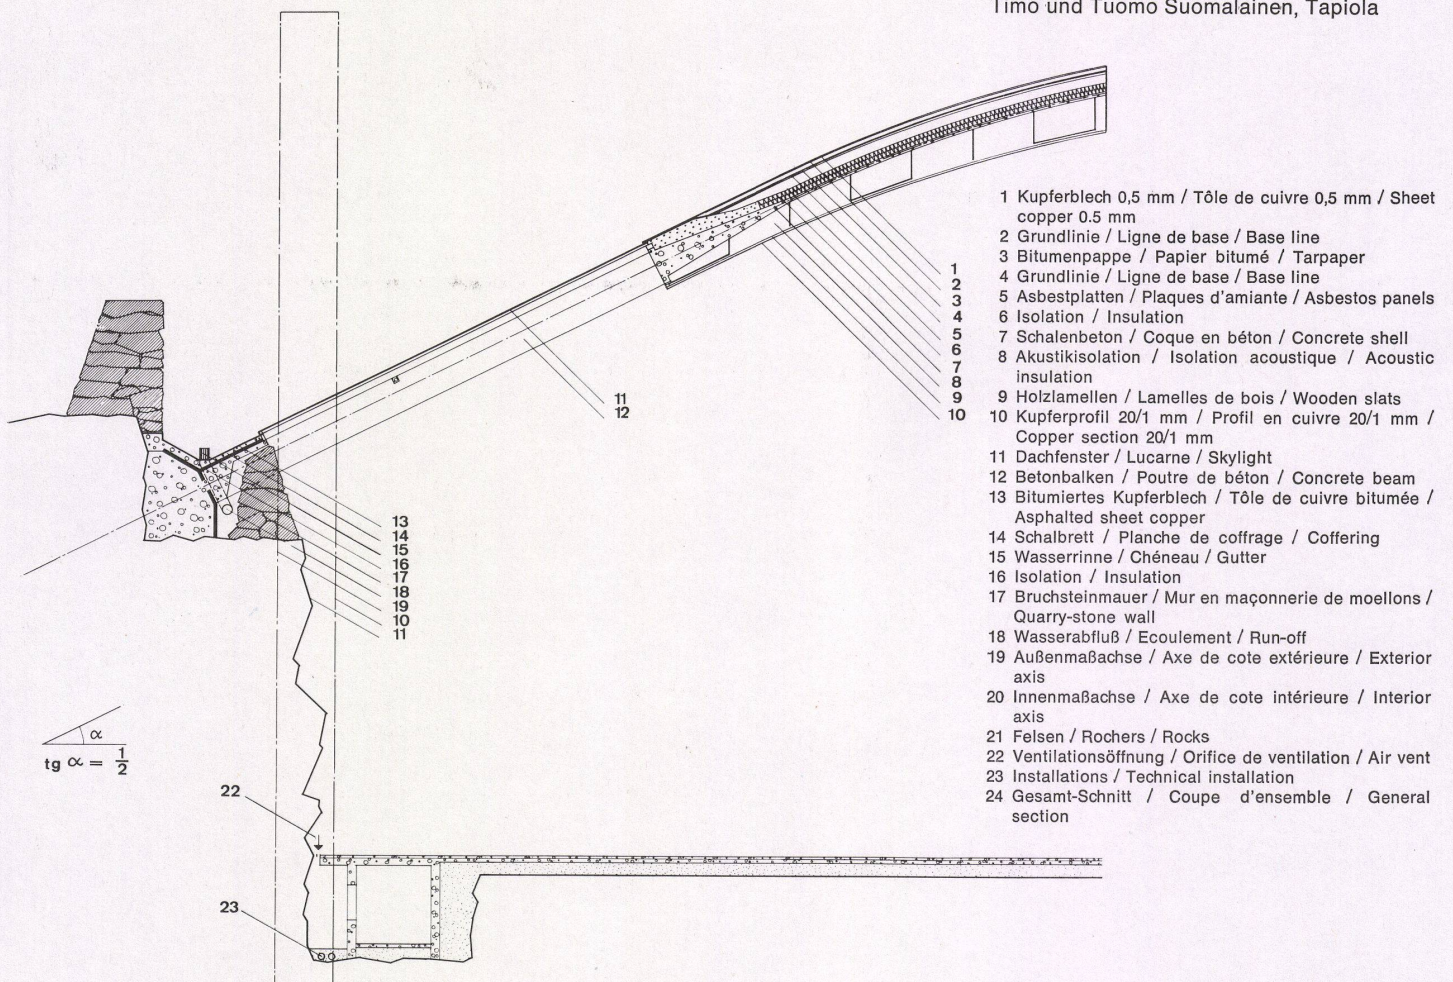 Timo und Tuomo Suomalainen, Tapiola
1 Kupferblech 0,5 mm / Tôle de cuivre 0,5 mm / Sheet
copper 0.5 mm
2 Grundlinie / Ligne de base / Base line
3 Bitumenpappe / Papier bitumé / Tarpaper
4 Grundlinie / Ligne de base / Base line
5 Asbestplatten / Plaques d'amiante / Asbestos panels
6 Isolation / Insulation
7 Schalenbeton / Coque en béton / Concrete shell
8 Akustikisolation / Isolation acoustique / Acoustic
insulation
9 Holzlamellen / Lamelles de bois / Wooden slats
10 Kupferprofil 20/1 mm / Profil en cuivre 20/1 mm /
Copper section 20/1 mm
11 Dachfenster / Lucarne / Skylight
12 Betonbalken / Poutre de béton / Concrete beam
13 Bitumiertes Kupferblech / Tôle de cuivre bitumée /
Asphalted sheet copper
14 Schalbrett / Planche de coffrage / Coffering
15 Wasserrinne / Chéneau / Gutter
16 Isolation / Insulation
17 Bruchsteinmauer / Mur en maçonnerie de moellons /
Quarry-stone wall
18 Wasserabfluß / Ecoulement / Run-off
19 Außenmaßachse / Axe de cote extérieure / Exterior
axis
20 Innenmaßachse / Axe de cote intérieure / Interior
axis
21 Felsen / Rochers / Rocks
22 Ventilationsöffnung / Orifice de ventilation / Air vent
23 Installations / Technical installation
24 Gesamt-Schnitt / Coupe d'ensemble / General
section
1
2
3
4
5
6
7
8
9
10
11
12
13
14
15
16
17
18
19
10
11
α
tg α = 1/2
22
23